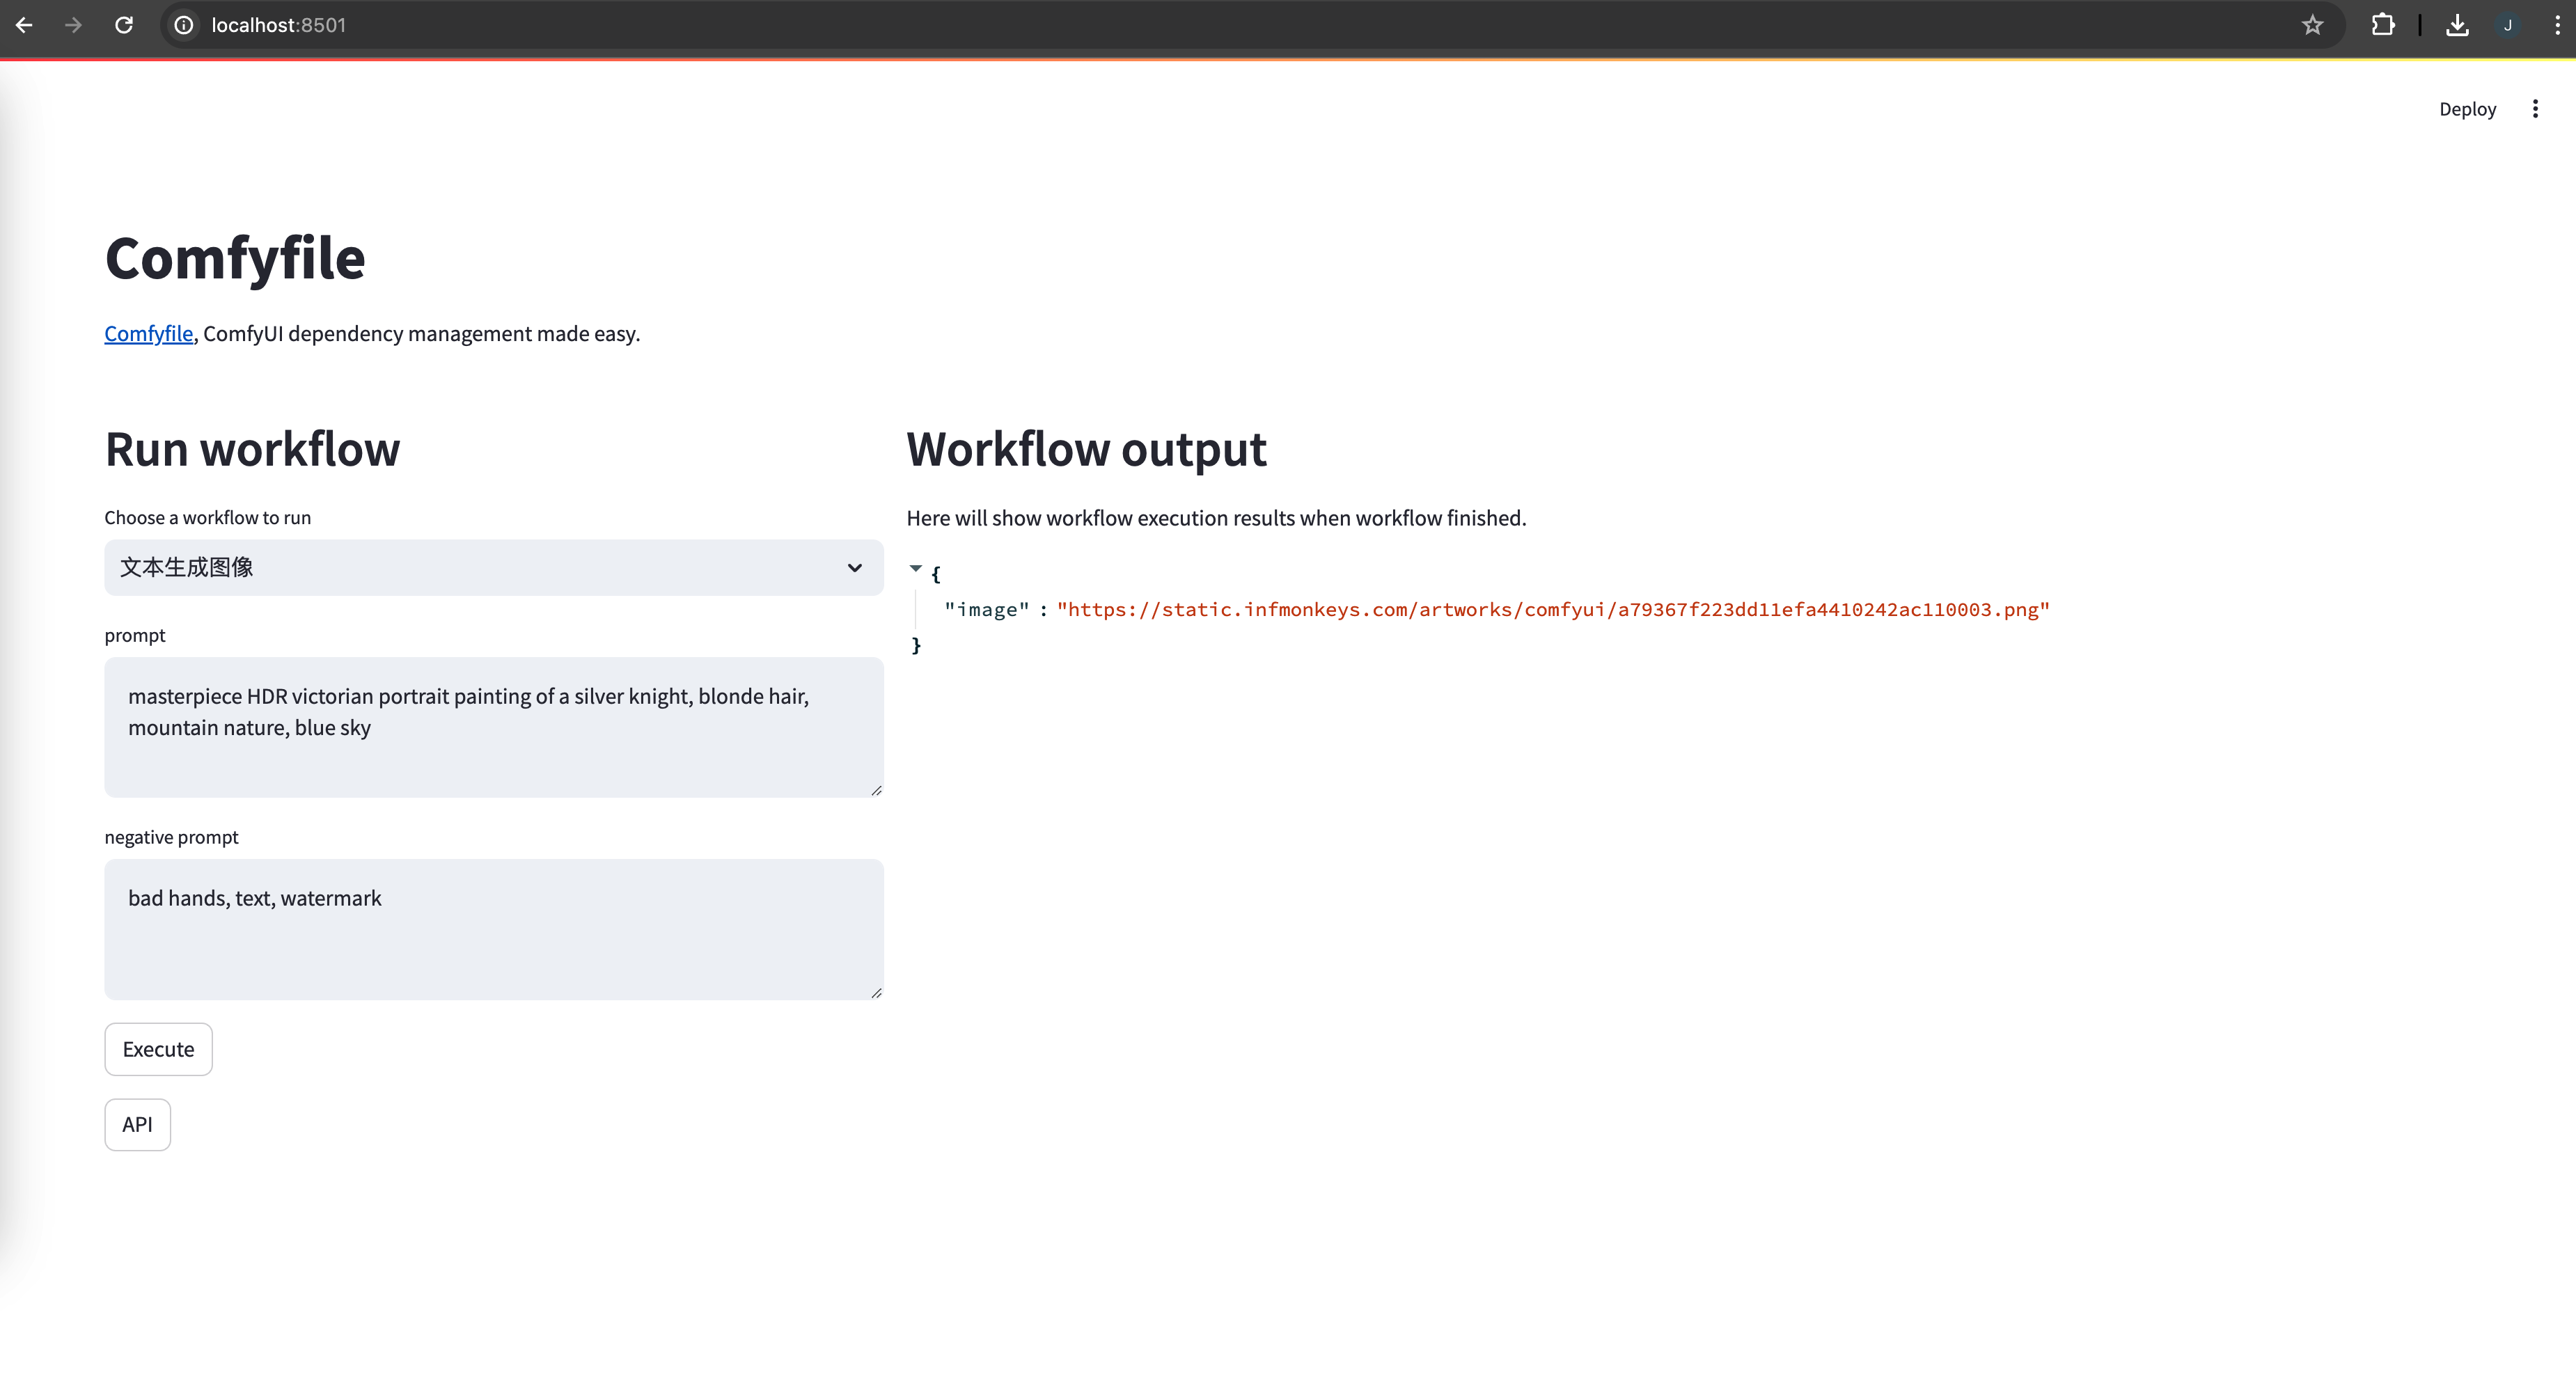 localhost:8501
J
Deploy
Comfyfile
Comfyfile, ComfyUI dependency management made easy.
Run workflow
Choose a workflow to run
文本生成图像
prompt
masterpiece HDR victorian portrait painting of a silver knight, blonde hair,
mountain nature, blue sky
negative prompt
bad hands, text, watermark
Execute
API
Workflow output
Here will show workflow execution results when workflow finished.
{
"image" : "https://static.infmonkeys.com/artworks/comfyui/a79367f223dd11efa4410242ac110003.png"
}